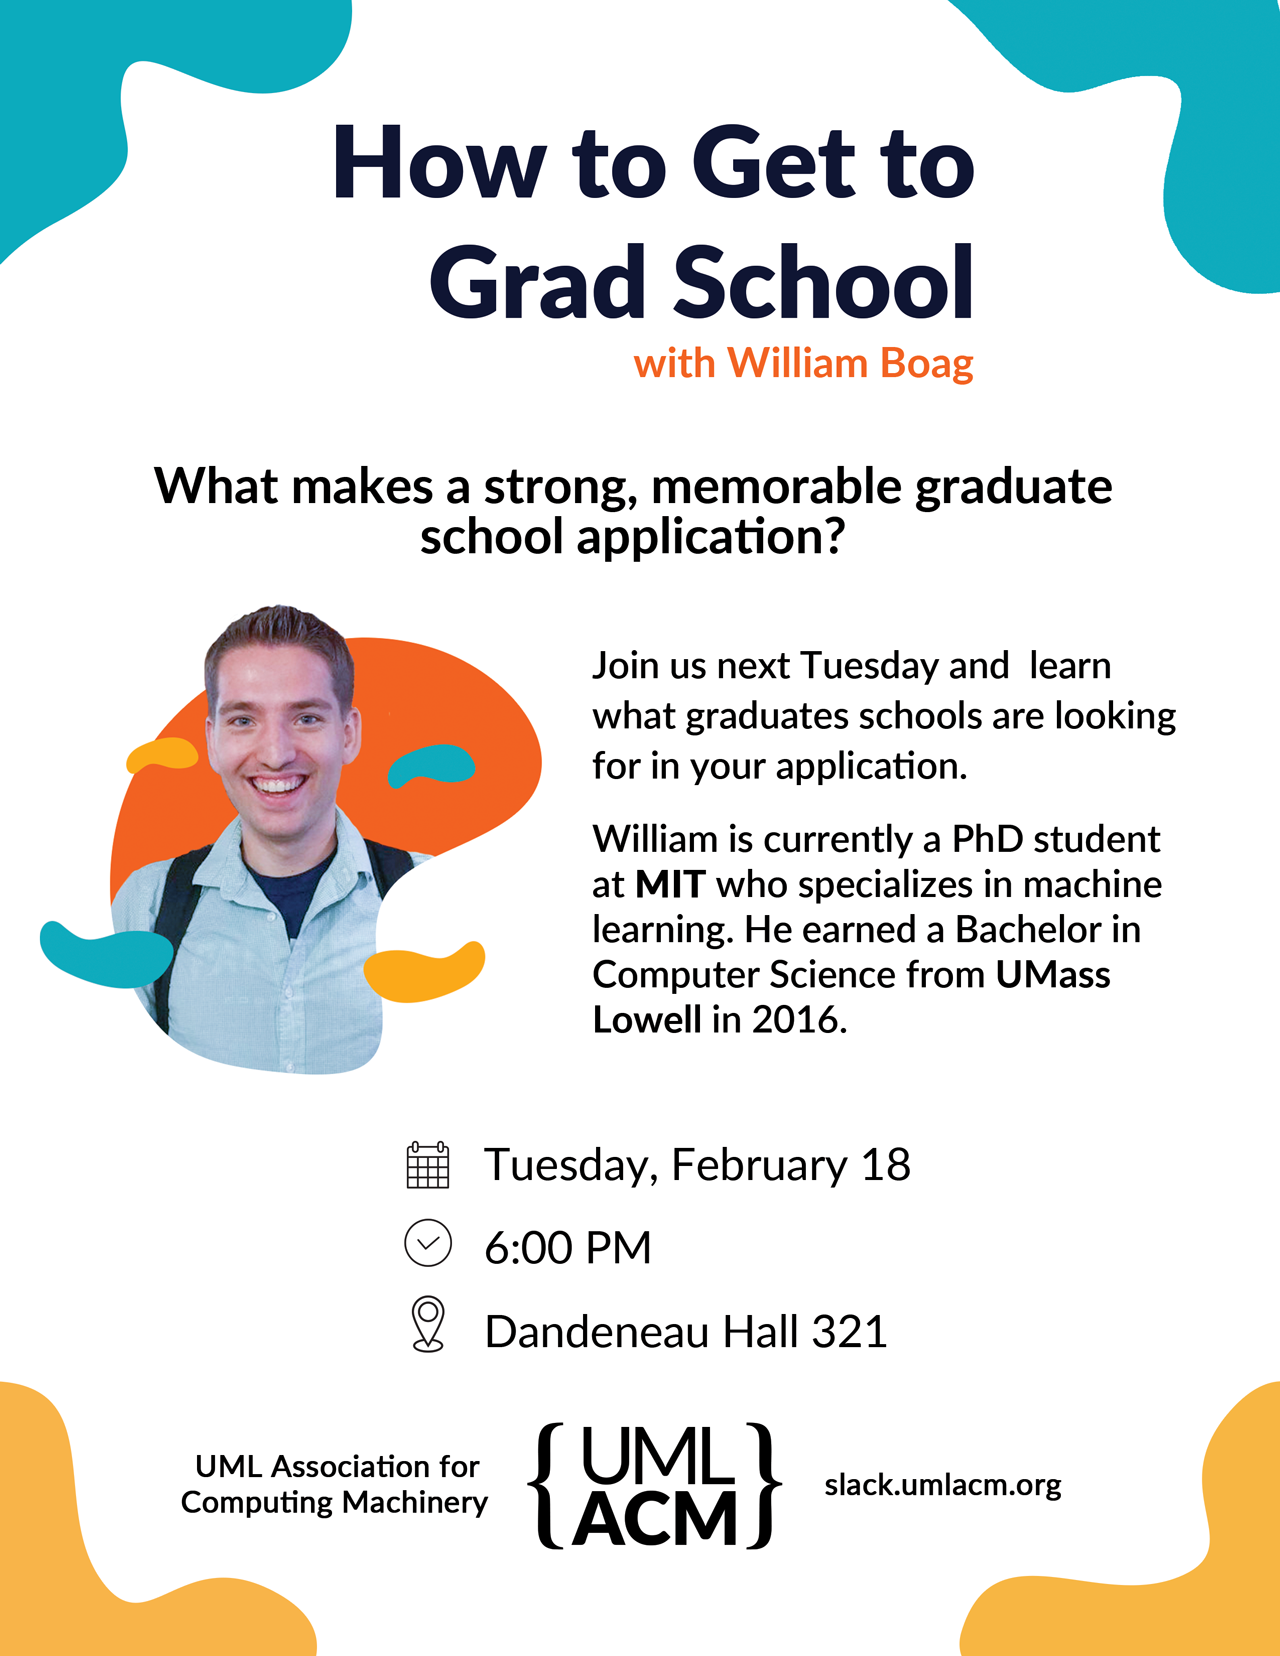 How to Get to
Grad School
with William Boag
What makes a strong, memorable graduate
school application?
Join us next Tuesday and  learn
what graduates schools are looking
for in your application.
William is currently a PhD student
at MIT who specializes in machine
learning. He earned a Bachelor in
Computer Science from UMass
Lowell in 2016.
Tuesday, February 18
6:00 PM
Dandeneau Hall 321
UML Association for
Computing Machinery
{UML
ACM}
slack.umlacm.org